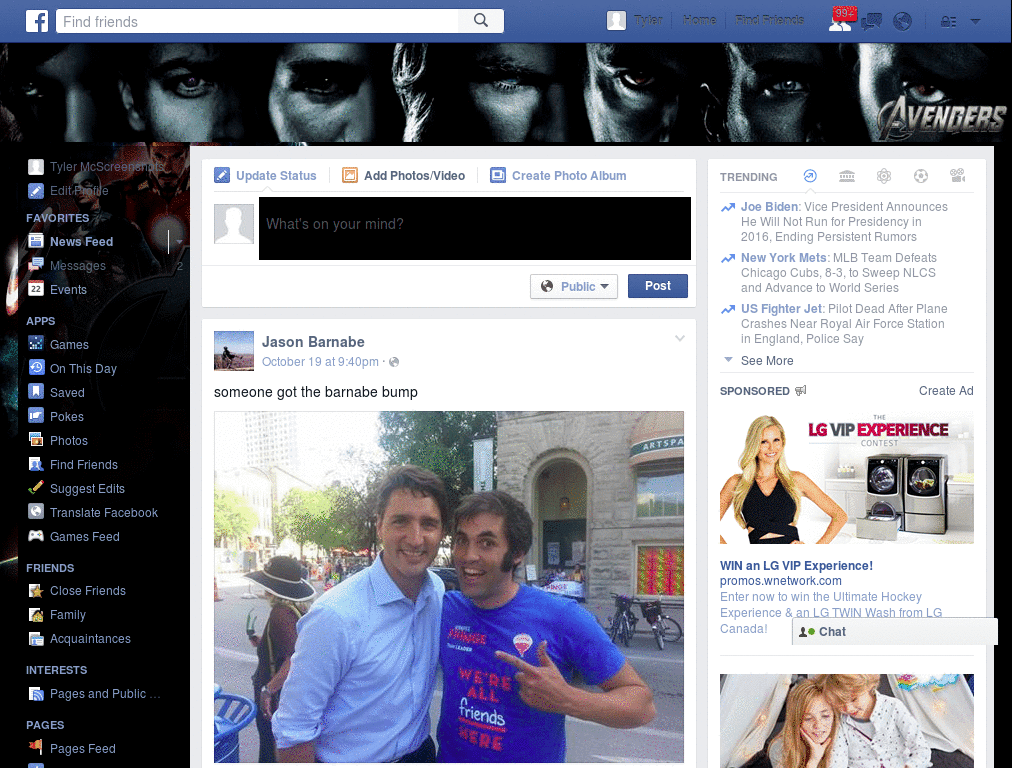 Find friends
Tyler
Home
Find Friends
99+
AVENGERS
Tyler McScreenshots
Edit Profile
FAVORITES
News Feed
Messages 2
22 Events
APPS
Games
On This Day
Saved
Pokes
Photos
Find Friends
Suggest Edits
Translate Facebook
Games Feed
FRIENDS
Close Friends
Family
Acquaintances
INTERESTS
Pages and Public ...
PAGES
Pages Feed
Update Status
Add Photos/Video
Create Photo Album
What's on your mind?
Public
Post
Jason Barnabe
October 19 at 9:40pm ·
someone got the barnabe bump
ARTSPA
FRINGE
WE'RE
ALL
friends
HERE
TRENDING
Joe Biden: Vice President Announces
He Will Not Run for Presidency in
2016, Ending Persistent Rumors
New York Mets: MLB Team Defeats
Chicago Cubs, 8-3, to Sweep NLCS
and Advance to World Series
US Fighter Jet: Pilot Dead After Plane
Crashes Near Royal Air Force Station
in England, Police Say
See More
SPONSORED
Create Ad
THE
LG VIP EXPERIENCE
CONTEST
WIN an LG VIP Experience!
promos.wnetwork.com
Enter now to win the Ultimate Hockey
Experience & an LG TWIN Wash from LG
Canada!
Chat